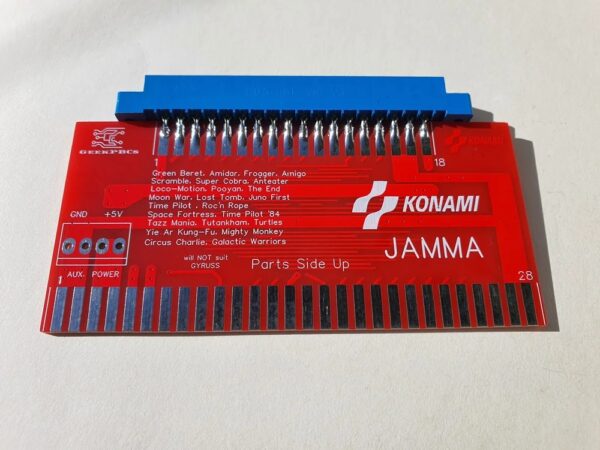 GEEKPBCS
1
18
KONAMI
Green Beret, Amidar, Frogger, Amigo
Scramble, Super Cobra, Anteater
Loco-Motion, Pooyan, The End
Moon War, Lost Tomb, Juno First
Time Pilot , Roc'n Rope
Space Fortress, Time Pilot '84
Tazz Mania, Tutankham, Turtles
Yie Ar Kung-Fu, Mighty Monkey
Circus Charlie, Galactic Warriors
KONAMI
JAMMA
GND +5V
will NOT suit
GYRUSS
Parts Side Up
AUX. POWER
1
28